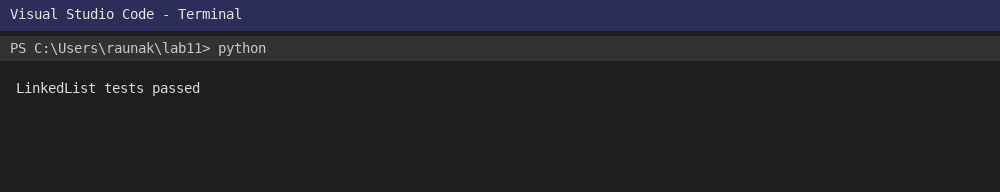 Visual Studio Code - Terminal
PS C:\Users\raunak\lab11> python
LinkedList tests passed